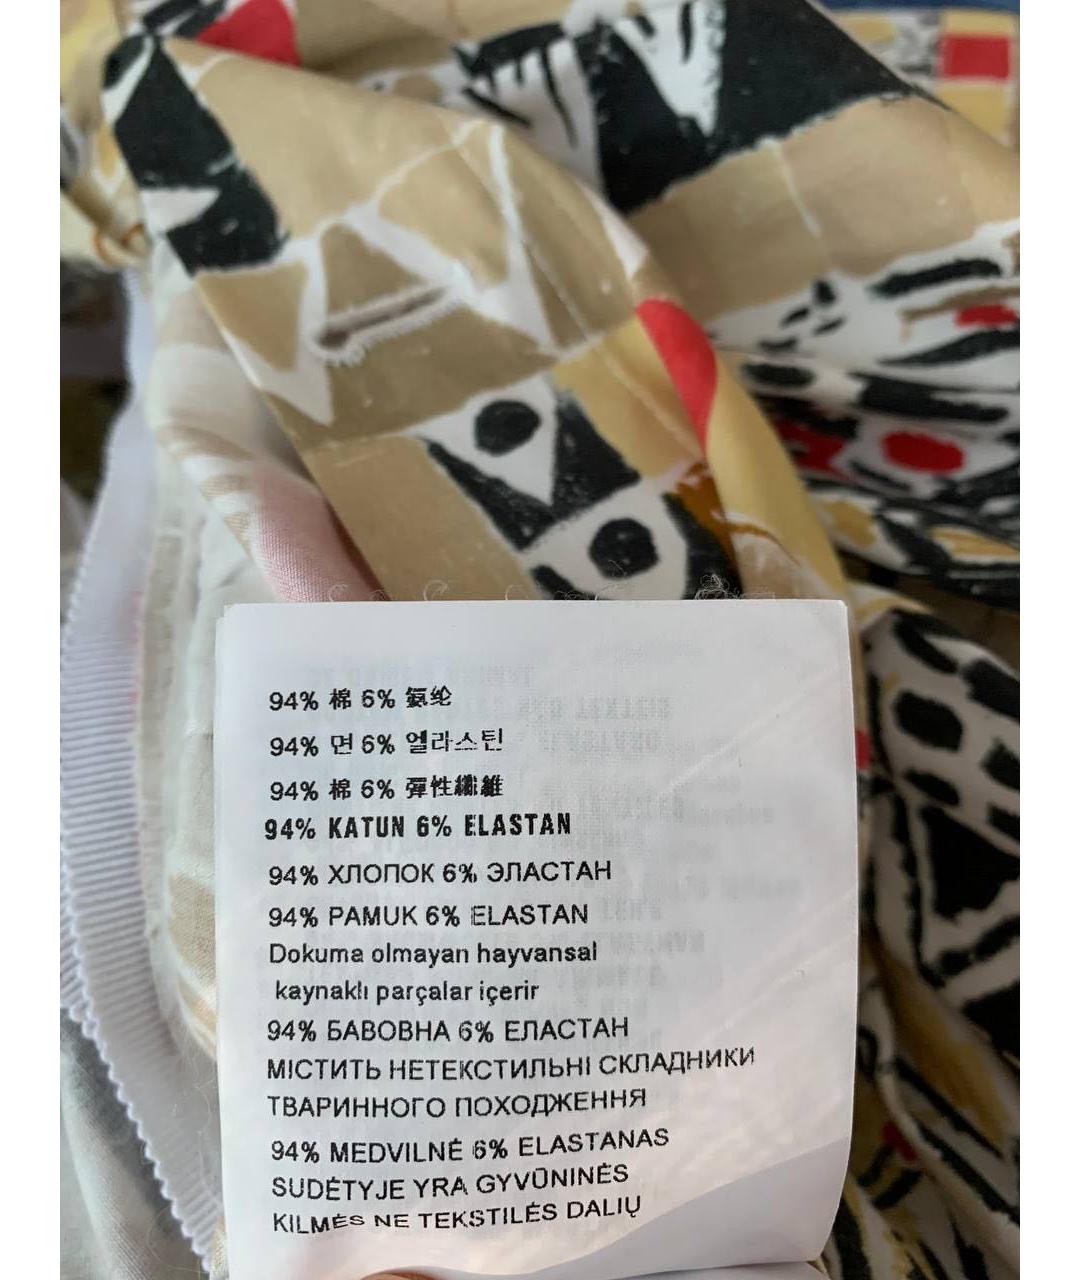 94% 棉 6% 氨纶
94% 면 6% 엘라스틴
94% 棉 6% 彈性纖維
94% KATUN 6% ELASTAN
94% ХЛОПОК 6% ЭЛАСТАН
94% PAMUK 6% ELASTAN
Dokuma olmayan hayvansal
kaynaklı parçalar içerir
94% БАВОВНА 6% ЕЛАСТАН
МІСТИТЬ НЕТЕКСТИЛЬНІ СКЛАДНИКИ
ТВАРИННОГО ПОХОДЖЕННЯ
94% MEDVILNĖ 6% ELASTANAS
SUDĖTYJE YRA GYVŪNINĖS
KILMĖS NE TEKSTILĖS DALIŲ